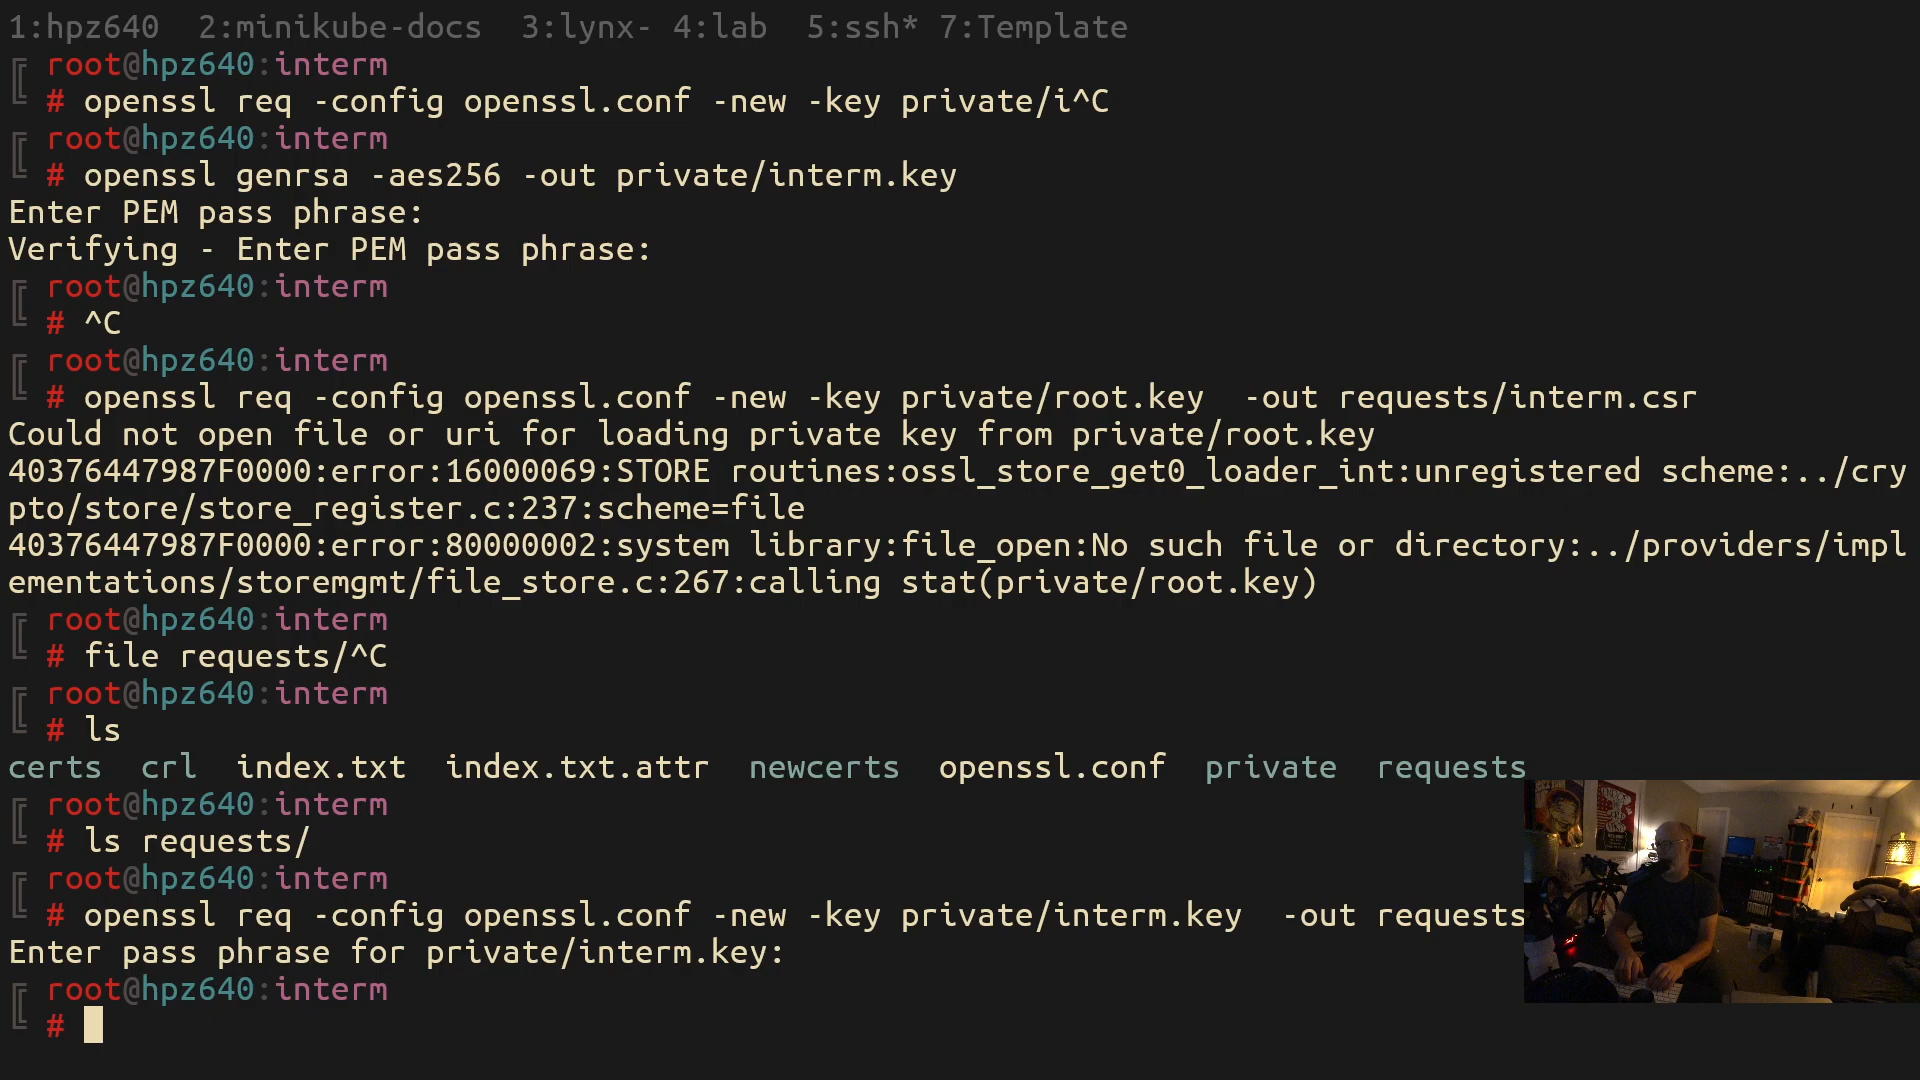 1:hpz640  2:minikube-docs  3:lynx- 4:lab  5:ssh* 7:Template
root@hpz640:interm
# openssl req -config openssl.conf -new -key private/i^C
root@hpz640:interm
# openssl genrsa -aes256 -out private/interm.key
Enter PEM pass phrase:
Verifying - Enter PEM pass phrase:
root@hpz640:interm
# ^C
root@hpz640:interm
# openssl req -config openssl.conf -new -key private/root.key  -out requests/interm.csr
Could not open file or uri for loading private key from private/root.key
40376447987F0000:error:16000069:STORE routines:ossl_store_get0_loader_int:unregistered scheme:../cry
pto/store/store_register.c:237:scheme=file
40376447987F0000:error:80000002:system library:file_open:No such file or directory:../providers/impl
ementations/storemgmt/file_store.c:267:calling stat(private/root.key)
root@hpz640:interm
# file requests/^C
root@hpz640:interm
# ls
certs  crl  index.txt  index.txt.attr  newcerts  openssl.conf  private  requests
root@hpz640:interm
# ls requests/
root@hpz640:interm
# openssl req -config openssl.conf -new -key private/interm.key  -out requests
Enter pass phrase for private/interm.key:
root@hpz640:interm
#